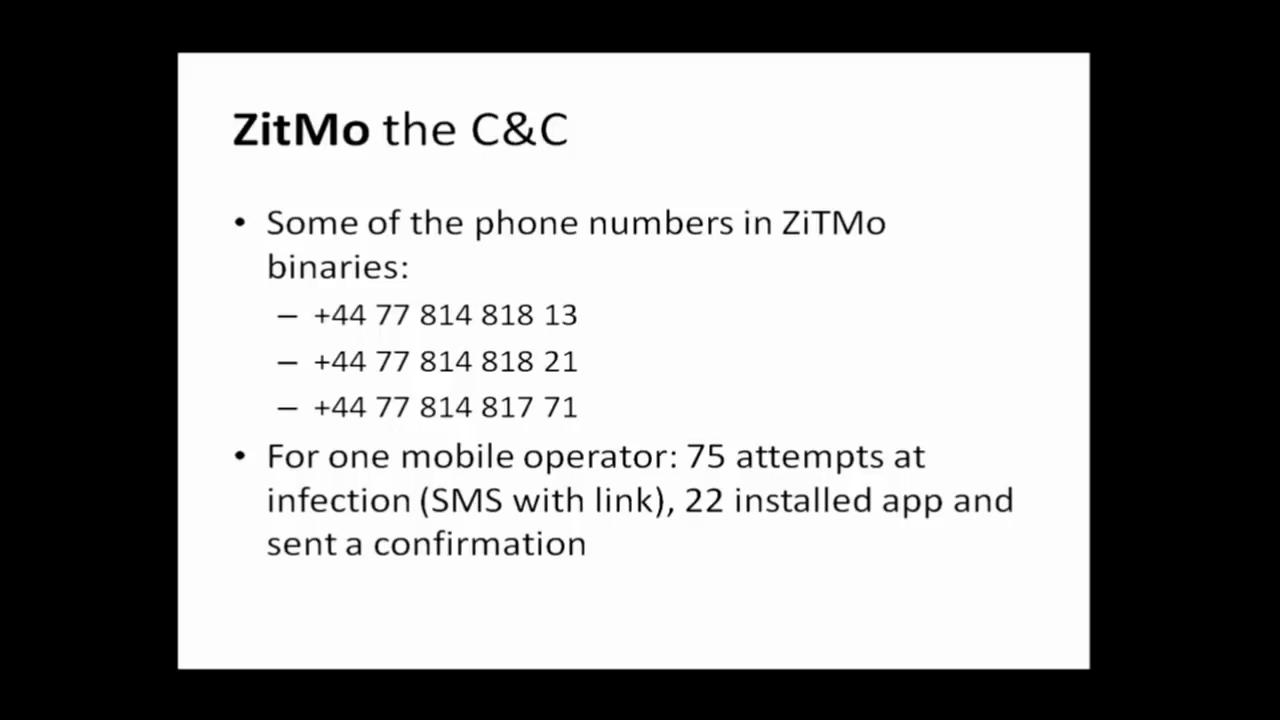 ZitMo the C&C
• Some of the phone numbers in ZiTMo
binaries:
– +44 77 814 818 13
– +44 77 814 818 21
– +44 77 814 817 71
• For one mobile operator: 75 attempts at
infection (SMS with link), 22 installed app and
sent a confirmation